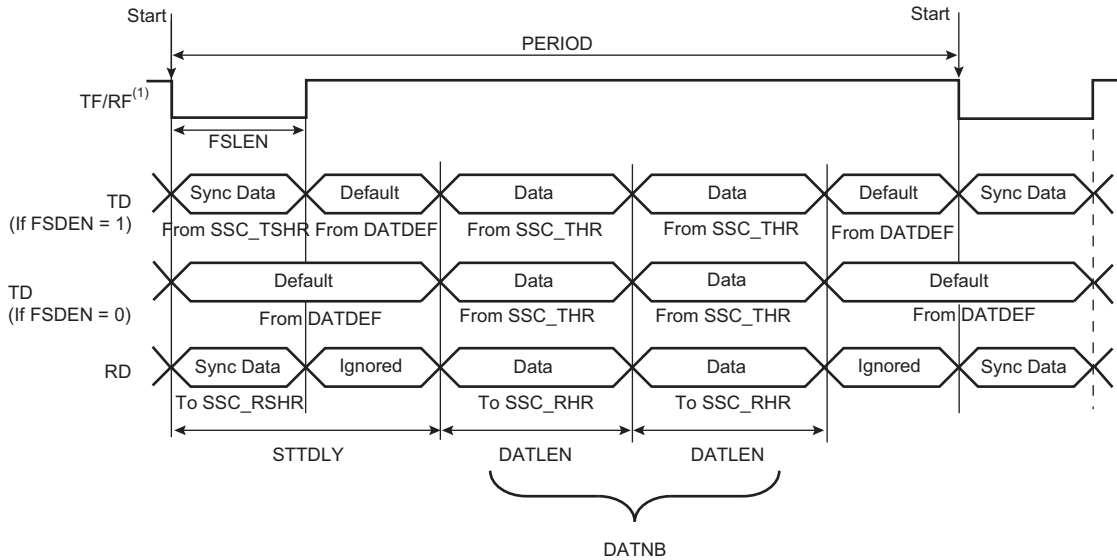 Start Start
PERIOD
TF/RF(1)
FSLEN
TD
(If FSDEN = 1)
Sync Data Default Data Data Default Sync Data
From SSC_TSHR From DATDEF From SSC_THR From SSC_THR From DATDEF
TD
(If FSDEN = 0)
Default Data Data Default
From DATDEF From SSC_THR From SSC_THR From DATDEF
RD
Sync Data Ignored Data Data Ignored Sync Data
To SSC_RSHR To SSC_RHR To SSC_RHR
STTDLY DATLEN DATLEN
DATNB